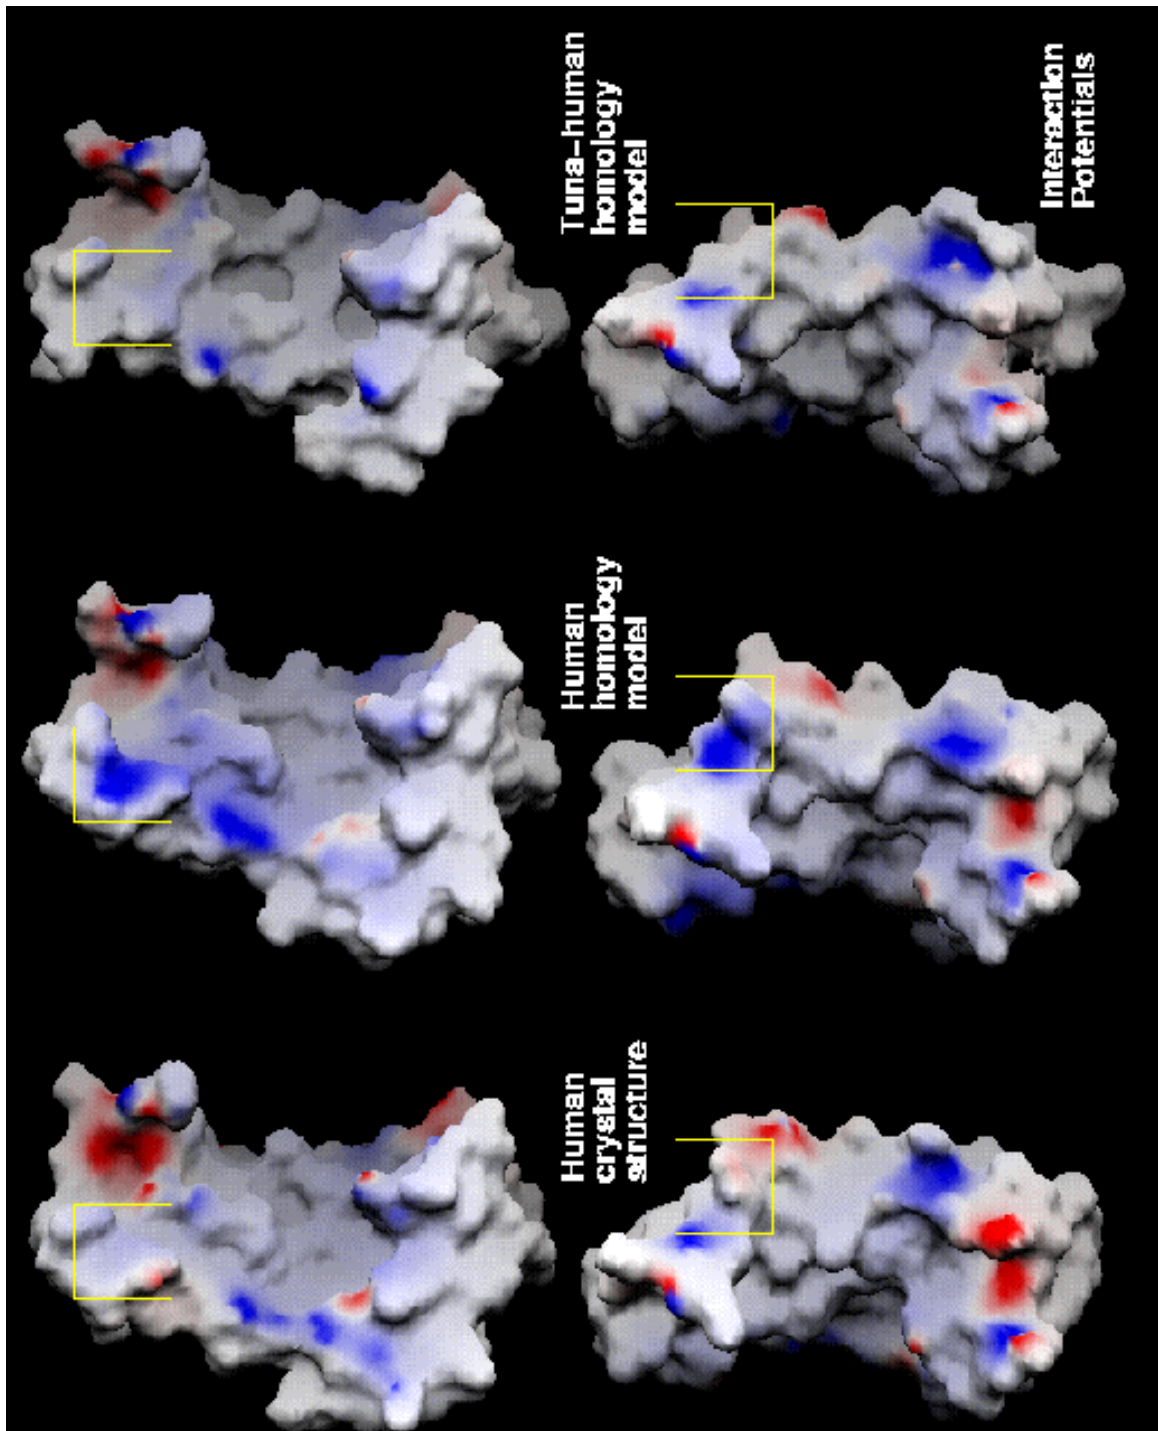 Interaction
Potentials
Tuna-human
homology
model
Human
homology
model
Human
crystal
structure